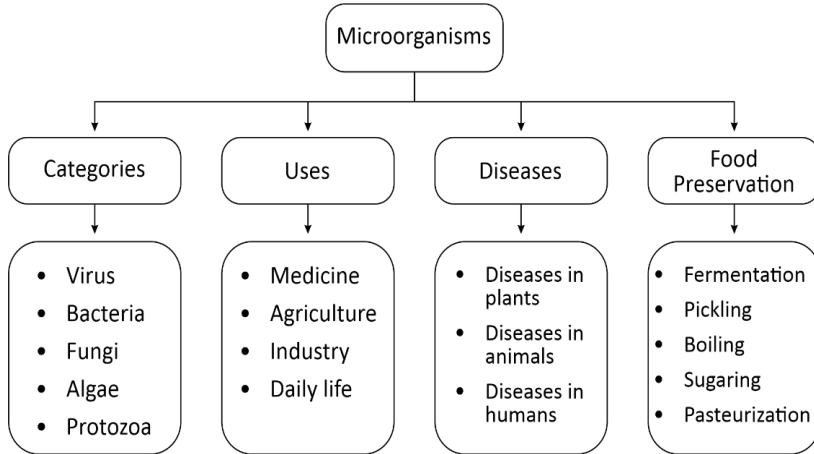 Microorganisms
Categories
Uses
Diseases
Food
Preservation
• Virus
• Bacteria
• Fungi
• Algae
• Protozoa
• Medicine
• Agriculture
• Industry
• Daily life
• Diseases in
plants
• Diseases in
animals
• Diseases in
humans
• Fermentation
• Pickling
• Boiling
• Sugaring
• Pasteurization